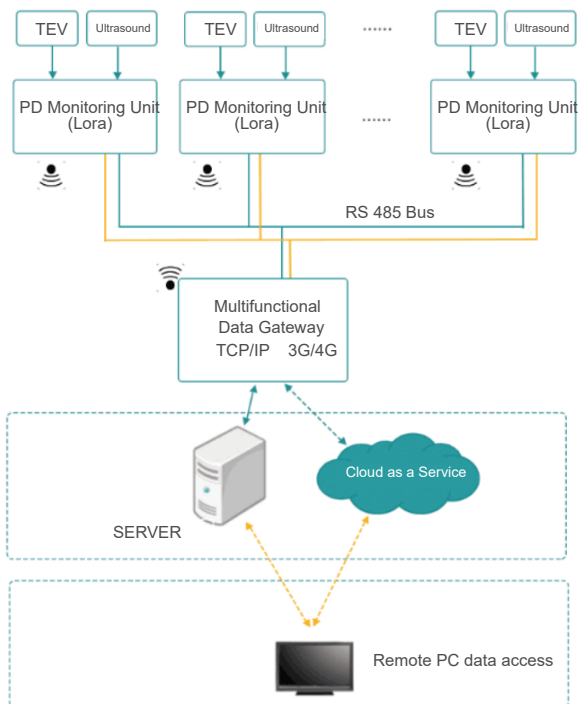 TEV Ultrasound TEV Ultrasound ...... TEV Ultrasound
PD Monitoring Unit PD Monitoring Unit PD Monitoring Unit
(Lora) (Lora) ...... (Lora)
RS 485 Bus
Multifunctional
Data Gateway
TCP/IP 3G/4G
Cloud as a Service
SERVER
Remote PC data access